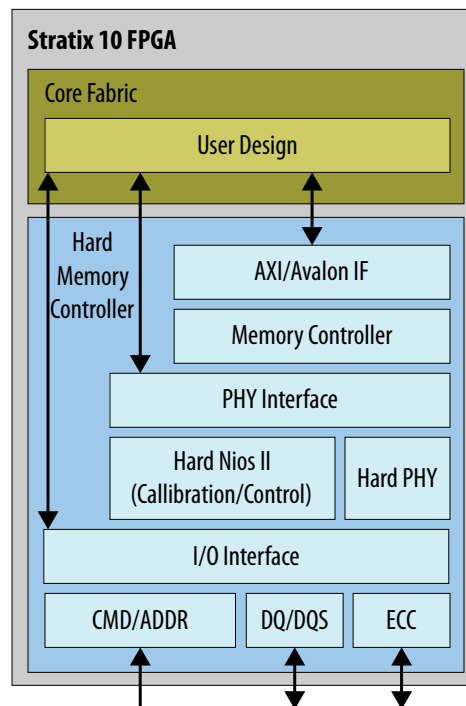 Stratix 10 FPGA
Core Fabric
User Design
Hard
Memory
Controller
AXI/Avalon IF
Memory Controller
PHY Interface
Hard Nios II
(Callibration/Control)
Hard PHY
I/O Interface
CMD/ADDR
DQ/DQS
ECC